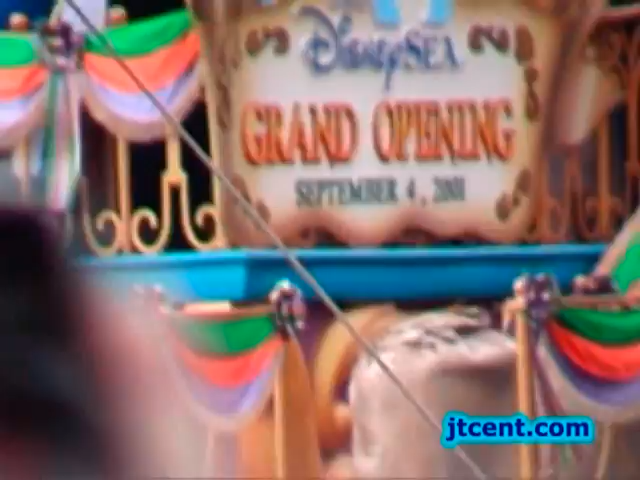 DisneySEA
GRAND OPENING
SEPTEMBER 4, 2001
jtcent.com